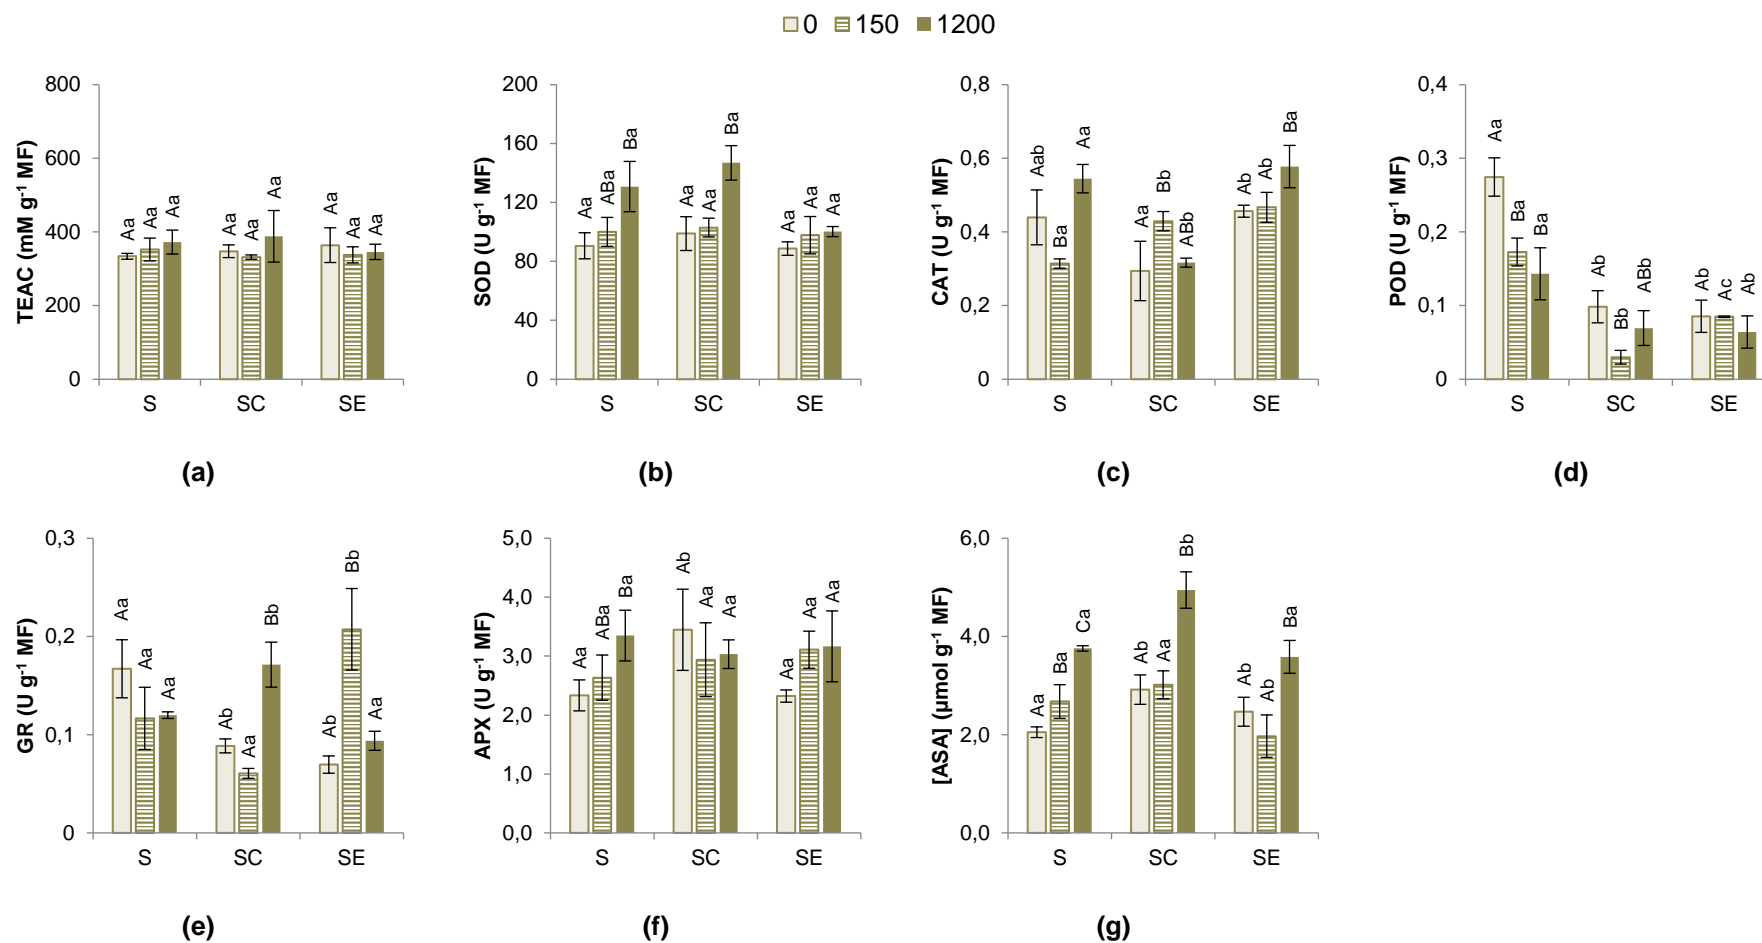 0 150 1200
TEAC (mM g⁻¹ MF)
800
600
400
200
0
Aa Aa Aa Aa Aa Aa Aa Aa Aa
S SC SE
(a)
SOD (U g⁻¹ MF)
200
160
120
80
40
0
Aa ABa Ba Aa Aa Ba Aa Aa Aa
S SC SE
(b)
CAT (U g⁻¹ MF)
0,8
0,6
0,4
0,2
0
Aab Ba Aa Aa Bb ABb Ab Ab Ba
S SC SE
(c)
POD (U g⁻¹ MF)
0,4
0,3
0,2
0,1
0
Aa Ba Ba Ab Bb ABb Ab Ac Ab
S SC SE
(d)
GR (U g⁻¹ MF)
0,3
0,2
0,1
0
Aa Aa Aa Ab Aa Bb Ab Bb Aa
S SC SE
(e)
APX (U g⁻¹ MF)
5,0
4,0
3,0
2,0
1,0
0,0
Aa ABa Ba Ab Aa Aa Aa Aa Aa
S SC SE
(f)
[ASA] (µmol g⁻¹ MF)
6,0
4,0
2,0
0,0
Aa Ba Ca Ab Aa Bb Ab Ab Ba
S SC SE
(g)